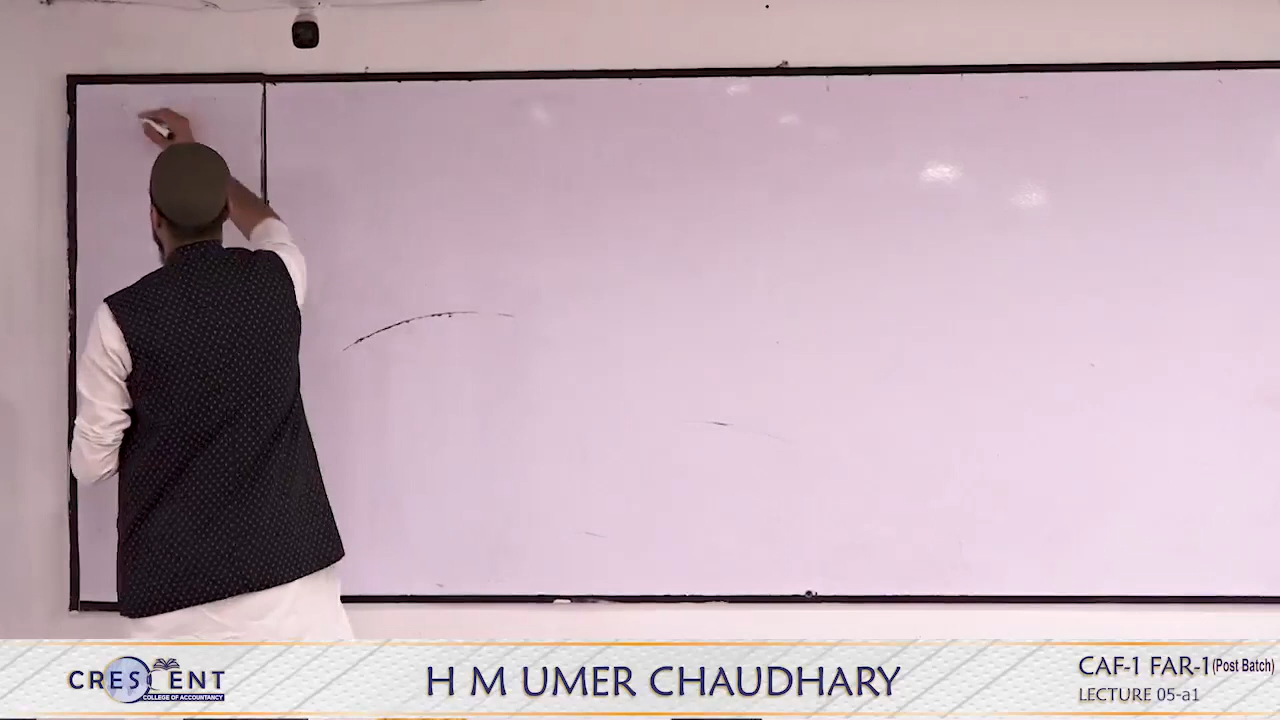 CRESCENT
COLLEGE OF ACCOUNTANCY
H M UMER CHAUDHARY
CAF-1 FAR-1 (Post Batch)
LECTURE 05-a1